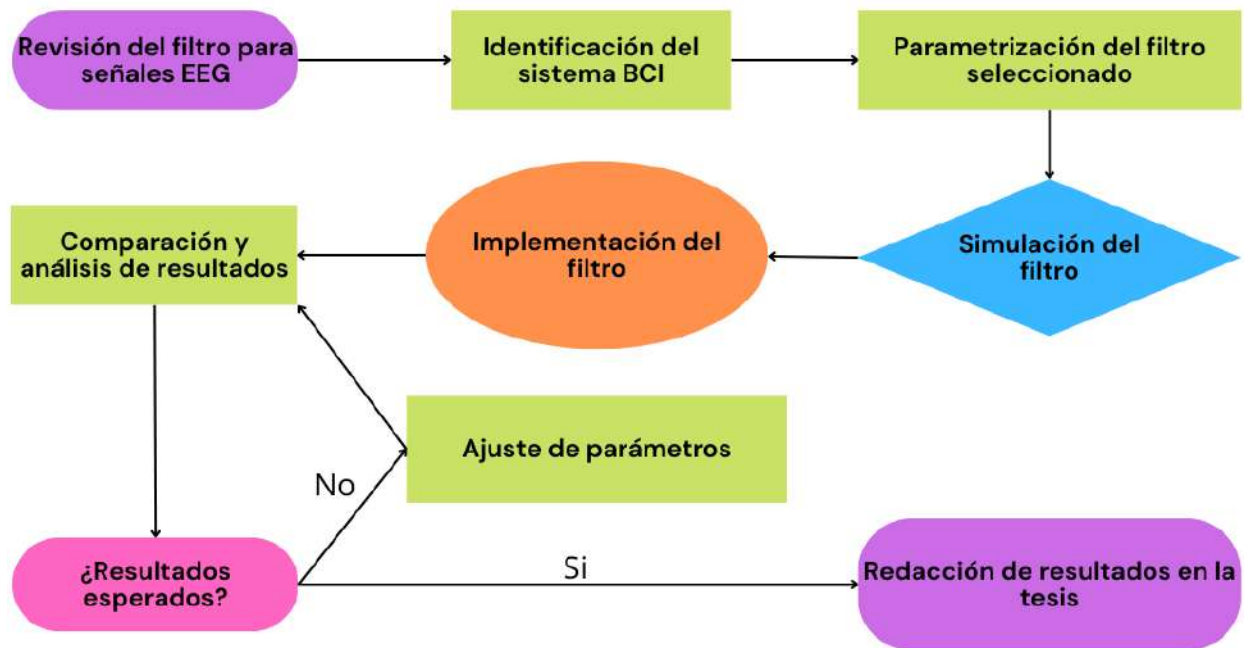 Revisión del filtro para
señales EEG
Identificación del
sistema BCI
Parametrización del filtro
seleccionado
Simulación del
filtro
Implementación del
filtro
Comparación y
análisis de resultados
Ajuste de parámetros
No
¿Resultados
esperados?
Si
Redacción de resultados en la
tesis